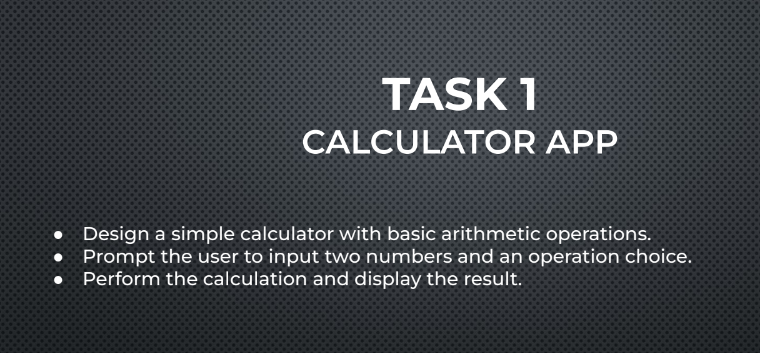 TASK 1
CALCULATOR APP
● Design a simple calculator with basic arithmetic operations.
● Prompt the user to input two numbers and an operation choice.
● Perform the calculation and display the result.